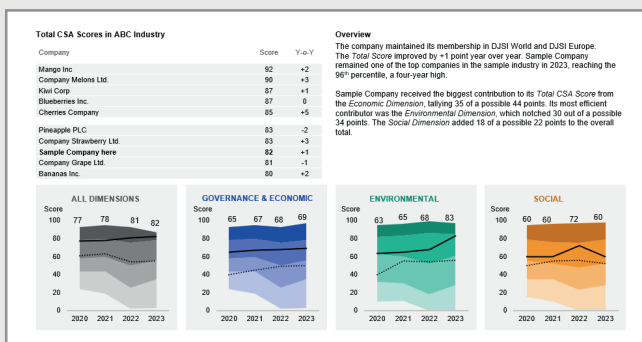 Total CSA Scores in ABC Industry
Company Score Y-o-Y
Mango Inc 92 +2
Company Melons Ltd. 90 +3
Kiwi Corp 87 +1
Blueberries Inc. 87 0
Cherries Company 85 +5
Pineapple PLC 83 -2
Company Strawberry Ltd. 83 +3
Sample Company here 82 +1
Company Grape Ltd. 81 -1
Bananas Inc. 80 +2
Overview
The company maintained its membership in DJSI World and DJSI Europe.
The Total Score improved by +1 point year over year. Sample Company
remained one of the top companies in the sample industry in 2023, reaching the
96th percentile, a four-year high.
Sample Company received the biggest contribution to its Total CSA Score from
the Economic Dimension, tallying 35 of a possible 44 points. Its most efficient
contributor was the Environmental Dimension, which notched 30 out of a possible
34 points. The Social Dimension added 18 of a possible 22 points to the overall
total.
ALL DIMENSIONS
Score
100
80
60
40
20
0
77 78 81 82
2020 2021 2022 2023
GOVERNANCE & ECONOMIC
Score
100
80
60
40
20
0
65 67 68 69
2020 2021 2022 2023
ENVIRONMENTAL
Score
100
80
60
40
20
0
63 65 68 83
2020 2021 2022 2023
SOCIAL
Score
100
80
60
40
20
0
60 60 72 60
2020 2021 2022 2023